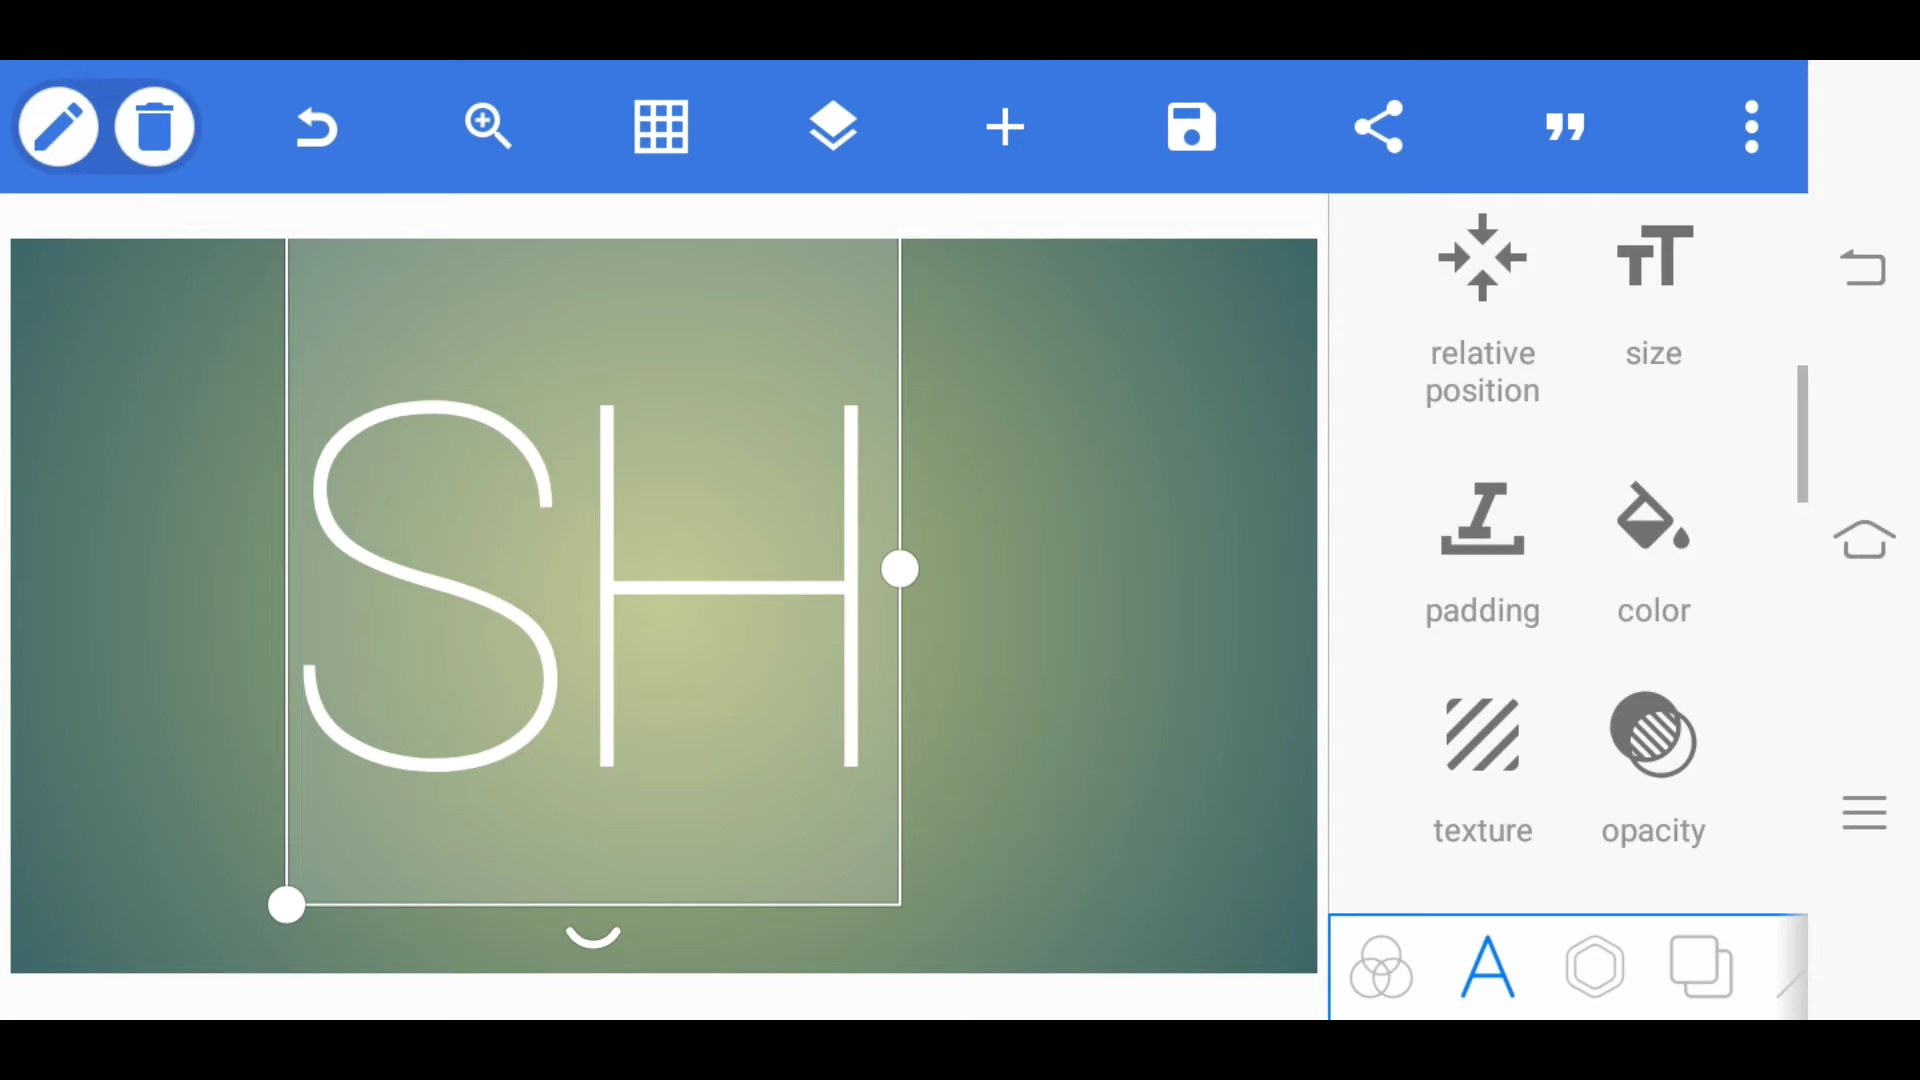 SH
relative
position
size
padding
color
texture
opacity